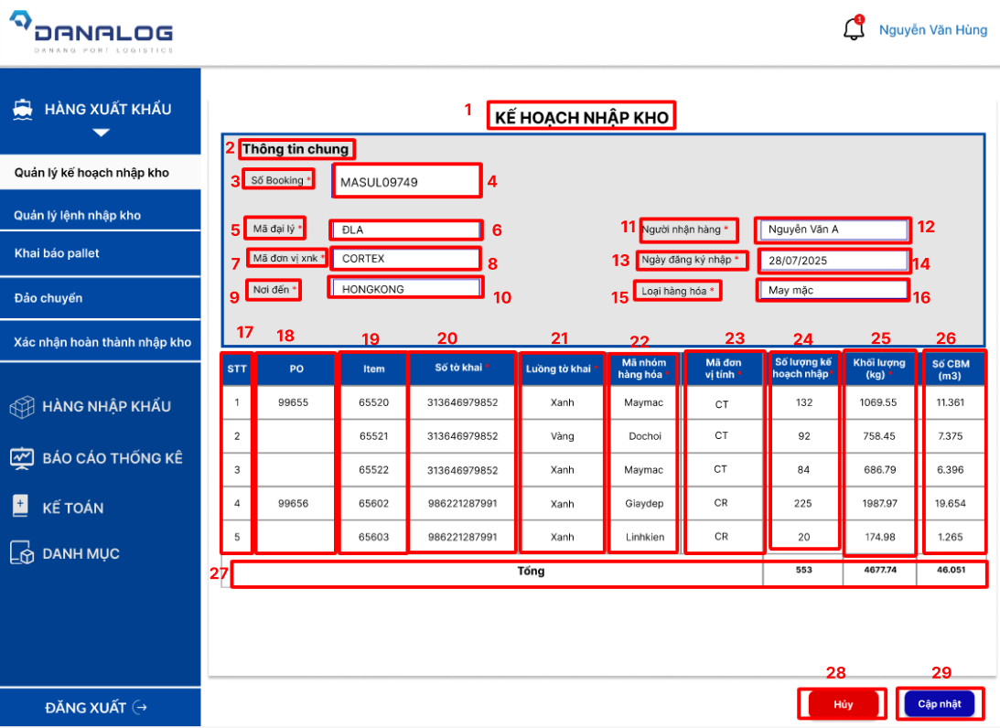 DANALOG
DANANG PORT LOGISTICS
1
Nguyễn Văn Hùng
HÀNG XUẤT KHẨU
Quản lý kế hoạch nhập kho
Quản lý lệnh nhập kho
Khai báo pallet
Đảo chuyển
Xác nhận hoàn thành nhập kho
HÀNG NHẬP KHẨU
BÁO CÁO THỐNG KÊ
KẾ TOÁN
DANH MỤC
ĐĂNG XUẤT
1 KẾ HOẠCH NHẬP KHO
2 Thông tin chung
3 Số Booking * MASUL09749 4
5 Mã đại lý * ĐLA 6 11 Người nhận hàng * Nguyễn Văn A 12
7 Mã đơn vị xnk * CORTEX 8 13 Ngày đăng ký nhập * 28/07/2025 14
9 Nơi đến * HONGKONG 10 15 Loại hàng hóa * May mặc 16
17 18 19 20 21 22 23 24 25 26
STT PO Item Số tờ khai * Luồng tờ khai * Mã nhóm hàng hóa * Mã đơn vị tính * Số lượng kế hoạch nhập * Khối lượng (kg) * Số CBM (m3)
1 99655 65520 313646979852 Xanh Maymac CT 132 1069.55 11.361
2 65521 313646979852 Vàng Dochoi CT 92 758.45 7.375
3 65522 313646979852 Xanh Maymac CT 84 686.79 6.396
4 99656 65602 986221287991 Xanh Giaydep CR 225 1987.97 19.654
5 65603 986221287991 Xanh Linhkien CR 20 174.98 1.265
27 Tổng 553 4677.74 46.051
28 29
Hủy Cập nhật